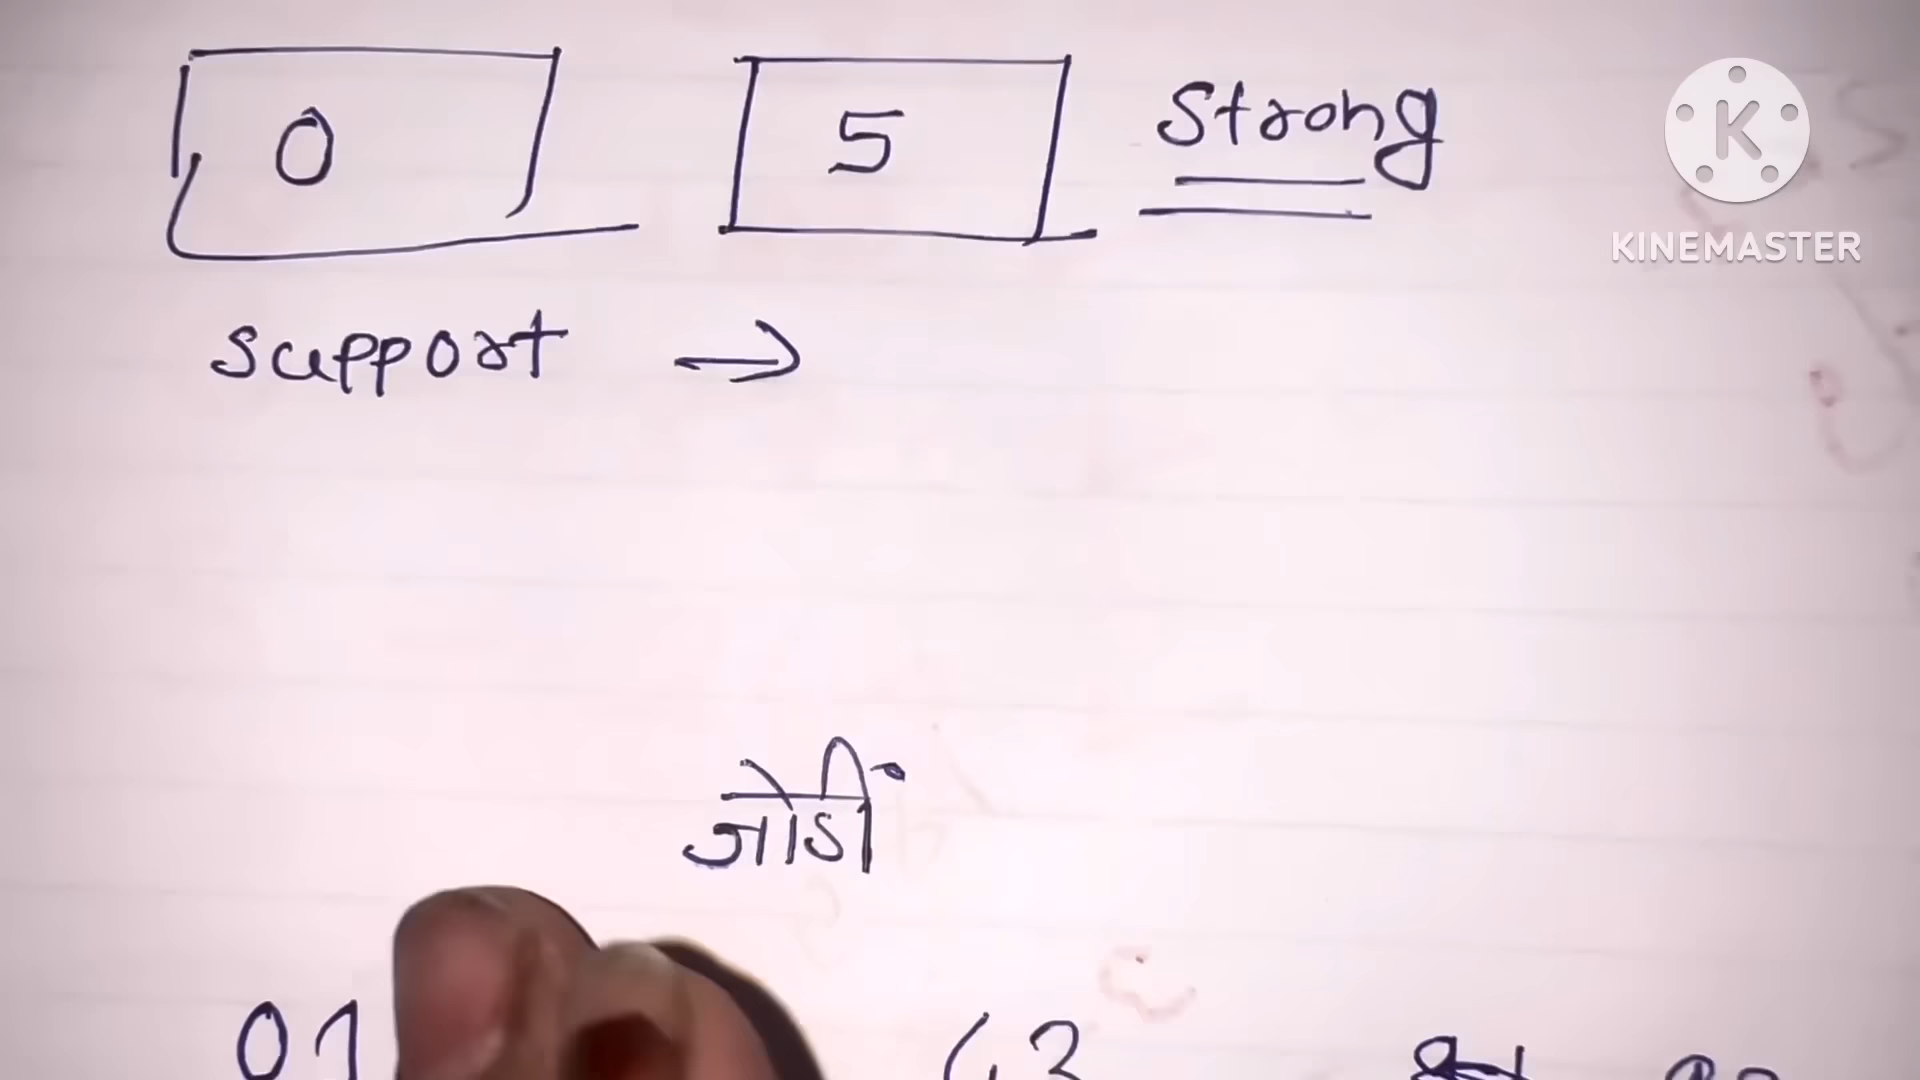 0 5 Strong
K
KINEMASTER
support →
जोडी
01